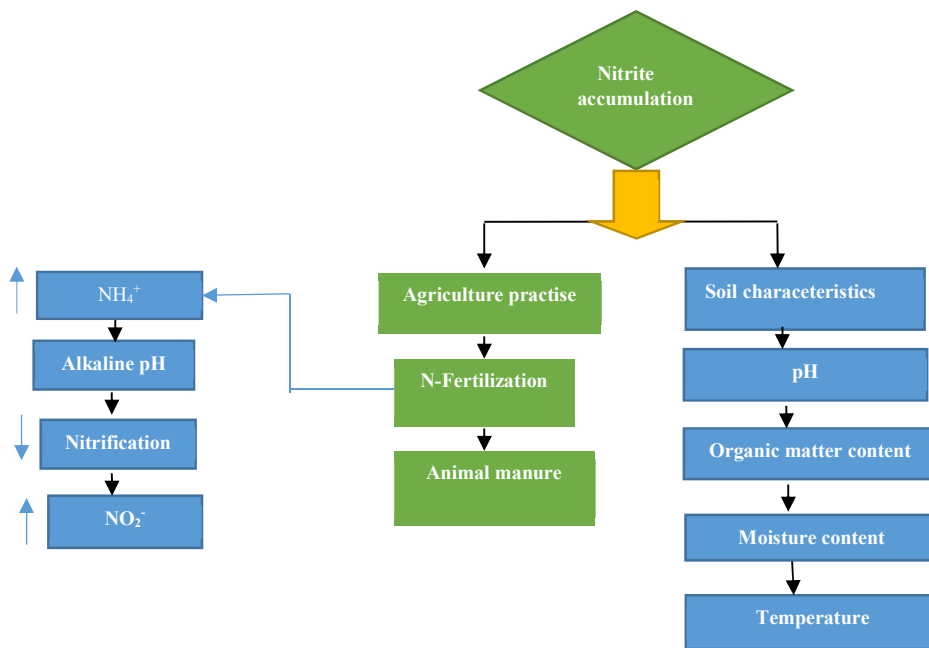 Nitrite
accumulation
Agriculture practise
N-Fertilization
Animal manure
NH₄⁺
Alkaline pH
Nitrification
NO₂⁻
Soil characeteristics
pH
Organic matter content
Moisture content
Temperature